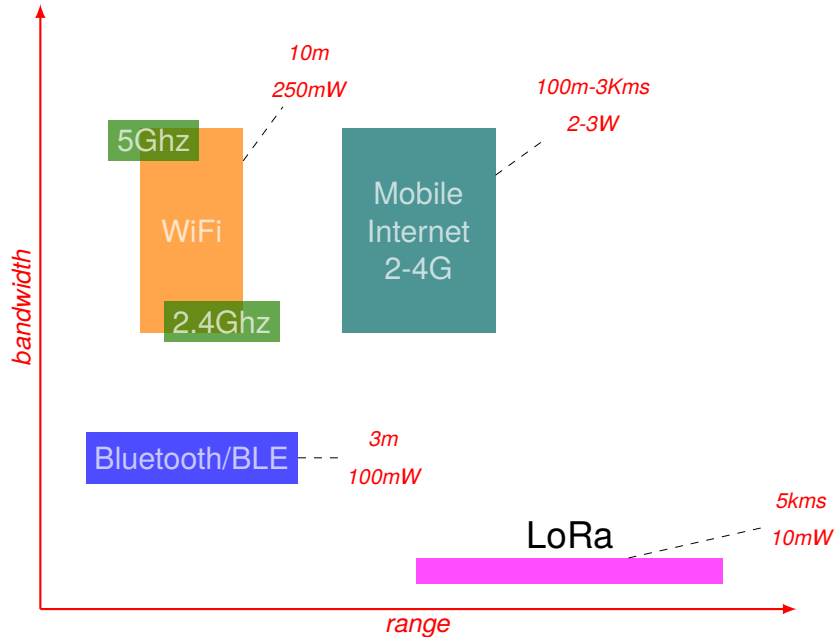 10m
250mW
100m-3Kms
2-3W
5Ghz
WiFi
2.4Ghz
Mobile
Internet
2-4G
bandwidth
Bluetooth/BLE
3m
100mW
LoRa
5kms
10mW
range